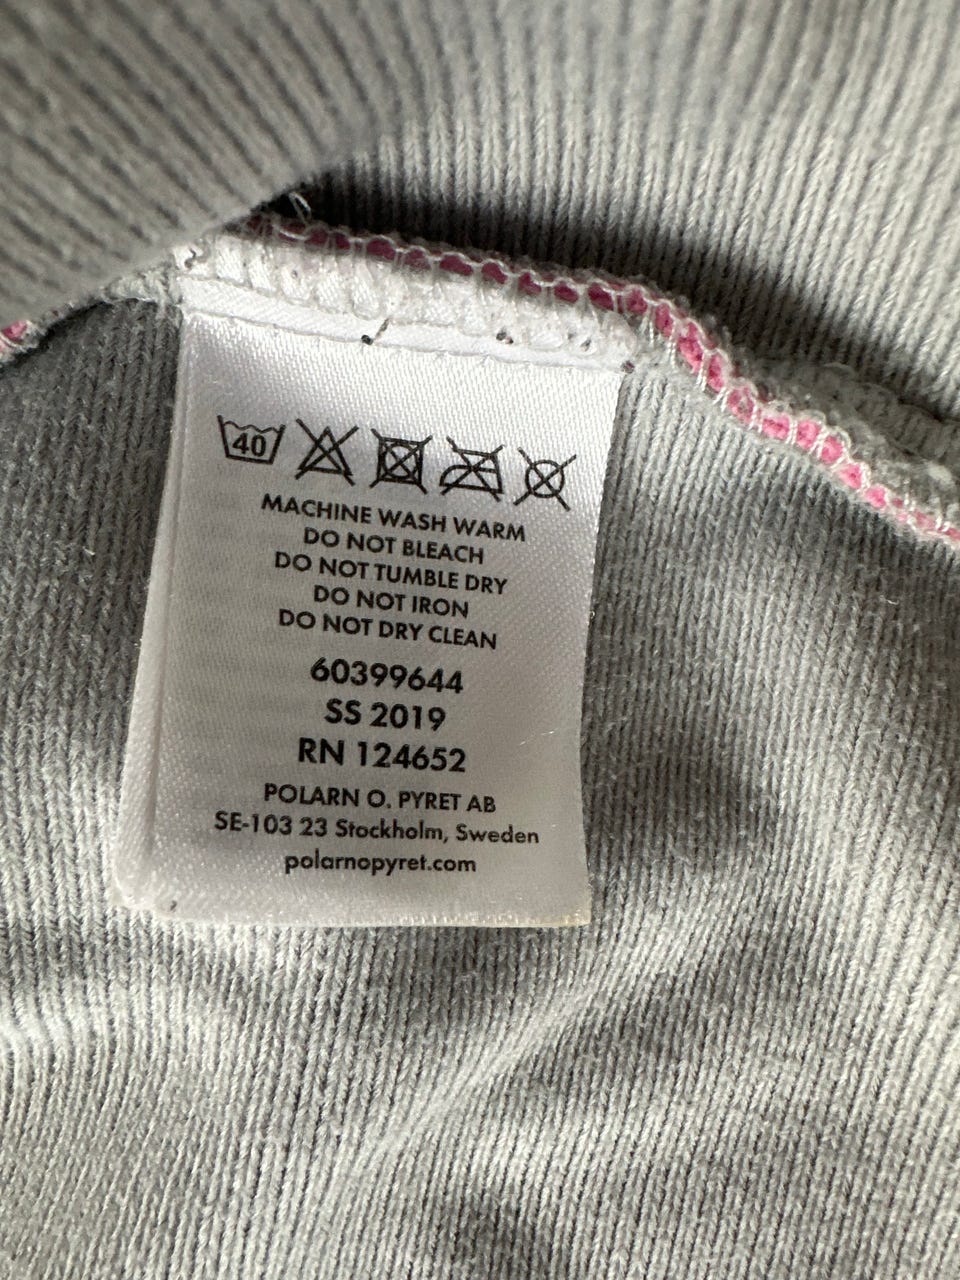 40
MACHINE WASH WARM
DO NOT BLEACH
DO NOT TUMBLE DRY
DO NOT IRON
DO NOT DRY CLEAN
60399644
SS 2019
RN 124652
POLARN O. PYRET AB
SE-103 23 Stockholm, Sweden
polarnopyret.com